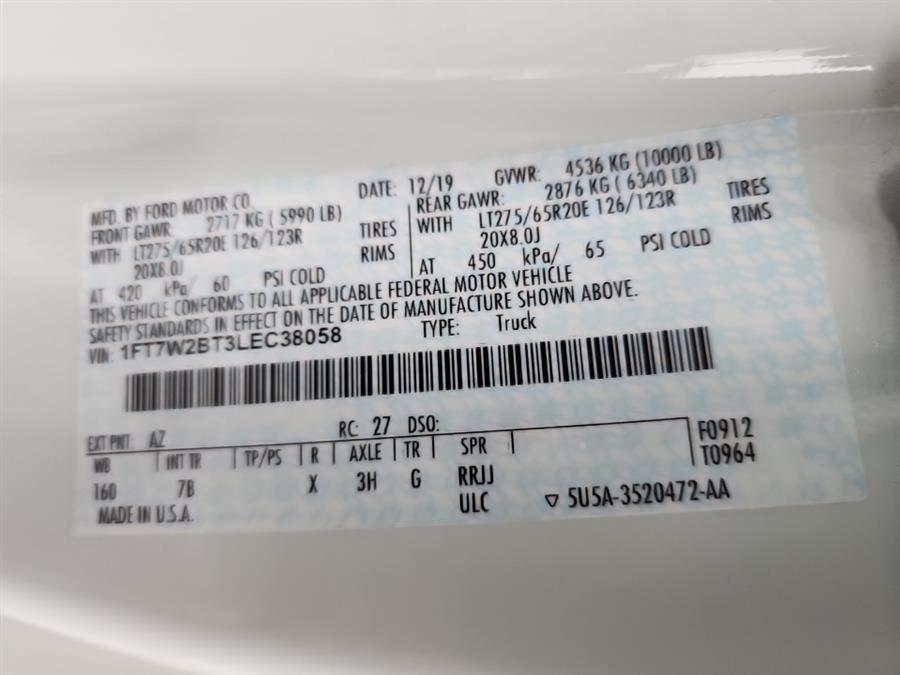 MFD. BY FORD MOTOR CO. DATE: 12/19 GVWR: 4536 KG (10000 LB)
FRONT GAWR: 2717 KG ( 5990 LB) REAR GAWR: 2876 KG ( 6340 LB)
WITH LT275/65R20E 126/123R TIRES WITH LT275/65R20E 126/123R TIRES
20X8.0J RIMS 20X8.0J RIMS
AT 420 kPa/ 60 PSI COLD AT 450 kPa/ 65 PSI COLD
THIS VEHICLE CONFORMS TO ALL APPLICABLE FEDERAL MOTOR VEHICLE
SAFETY STANDARDS IN EFFECT ON THE DATE OF MANUFACTURE SHOWN ABOVE.
VIN: 1FT7W2BT3LEC38058 TYPE: Truck
EXT PNT: AZ RC: 27 DSO: F0912
WB INT TR TP/PS R AXLE TR SPR T0964
160 7B X 3H G RRJJ
MADE IN U.S.A. ULC ▽ 5U5A-3520472-AA